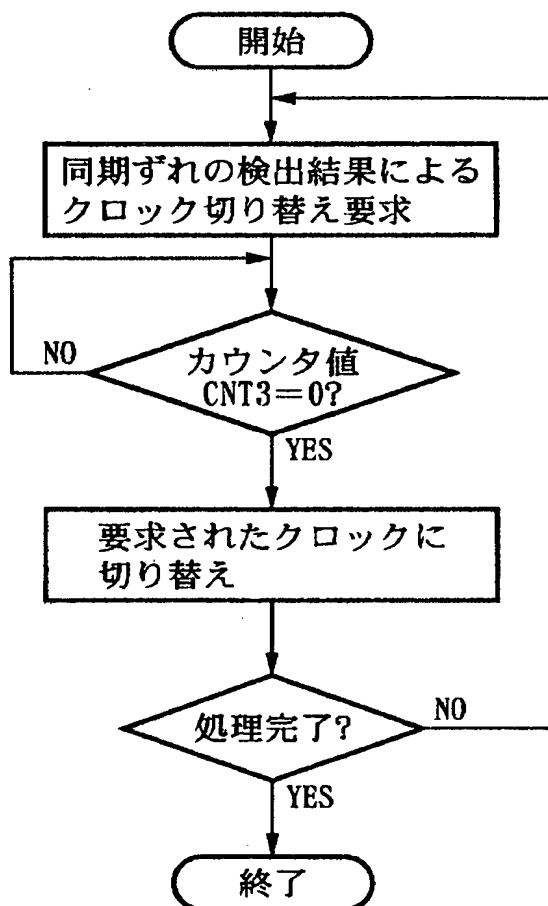 開始
同期ずれの検出結果による
クロック切り替え要求
NO
カウンタ値
CNT3=0?
YES
要求されたクロックに
切り替え
処理完了?
NO
YES
終了